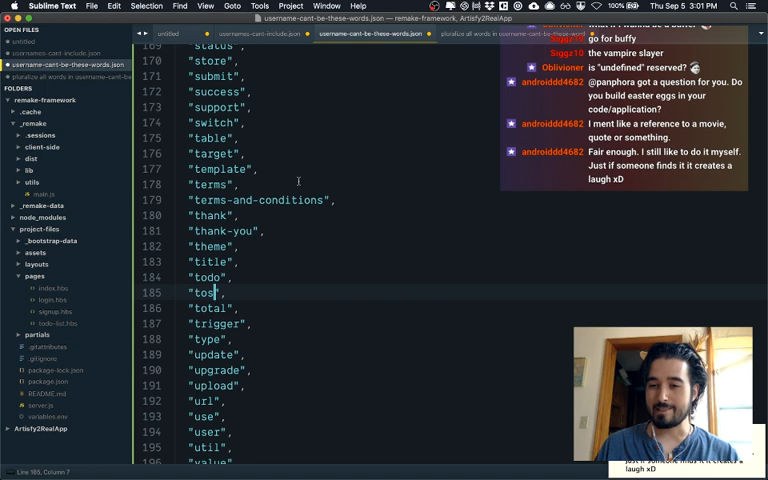 Sublime Text File Edit Selection Find View Goto Tools Project Window Help 100% Thu Sep 5 3:01 PM
username-cant-be-these-words.json — remake-framework, Artisfy2RealApp
OPEN FILES
untitled
usernames-cant-include.json
username-cant-be-these-words.json
pluralize all words in username-cant-be
FOLDERS
remake-framework
.cache
_remake
.sessions
client-side
dist
lib
utils
main.js
_remake-data
node_modules
project-files
_bootstrap-data
assets
layouts
pages
index.hbs
login.hbs
signup.hbs
todo-list.hbs
partials
.gitattributes
.gitignore
package-lock.json
package.json
README.md
server.js
variables.env
Artisfy2RealApp
untitled
usernames-cant-include.json
username-cant-be-these-words.json
pluralize all words in username-cant-be-these-words
169 "status",
170 "store",
171 "submit",
172 "success",
173 "support",
174 "switch",
175 "table",
176 "target",
177 "template",
178 "terms",
179 "terms-and-conditions",
180 "thank",
181 "thank-you",
182 "theme",
183 "title",
184 "todo",
185 "tos",
186 "total",
187 "trigger",
188 "type",
189 "update",
190 "upgrade",
191 "upload",
192 "url",
193 "use",
194 "user",
195 "util",
196 "value",
Siggz10 go for buffy
Siggz10 the vampire slayer
Oblivioner is "undefined" reserved?
androiddd4682 @panphora got a question for you. Do
you build easter eggs in your
code/application?
androiddd4682 I ment like a reference to a movie,
quote or something.
androiddd4682 Fair enough. I still like to do it myself.
Just if someone finds it it creates a
laugh xD
just if someone finds it it creates a
laugh xD
Line 185, Column 7